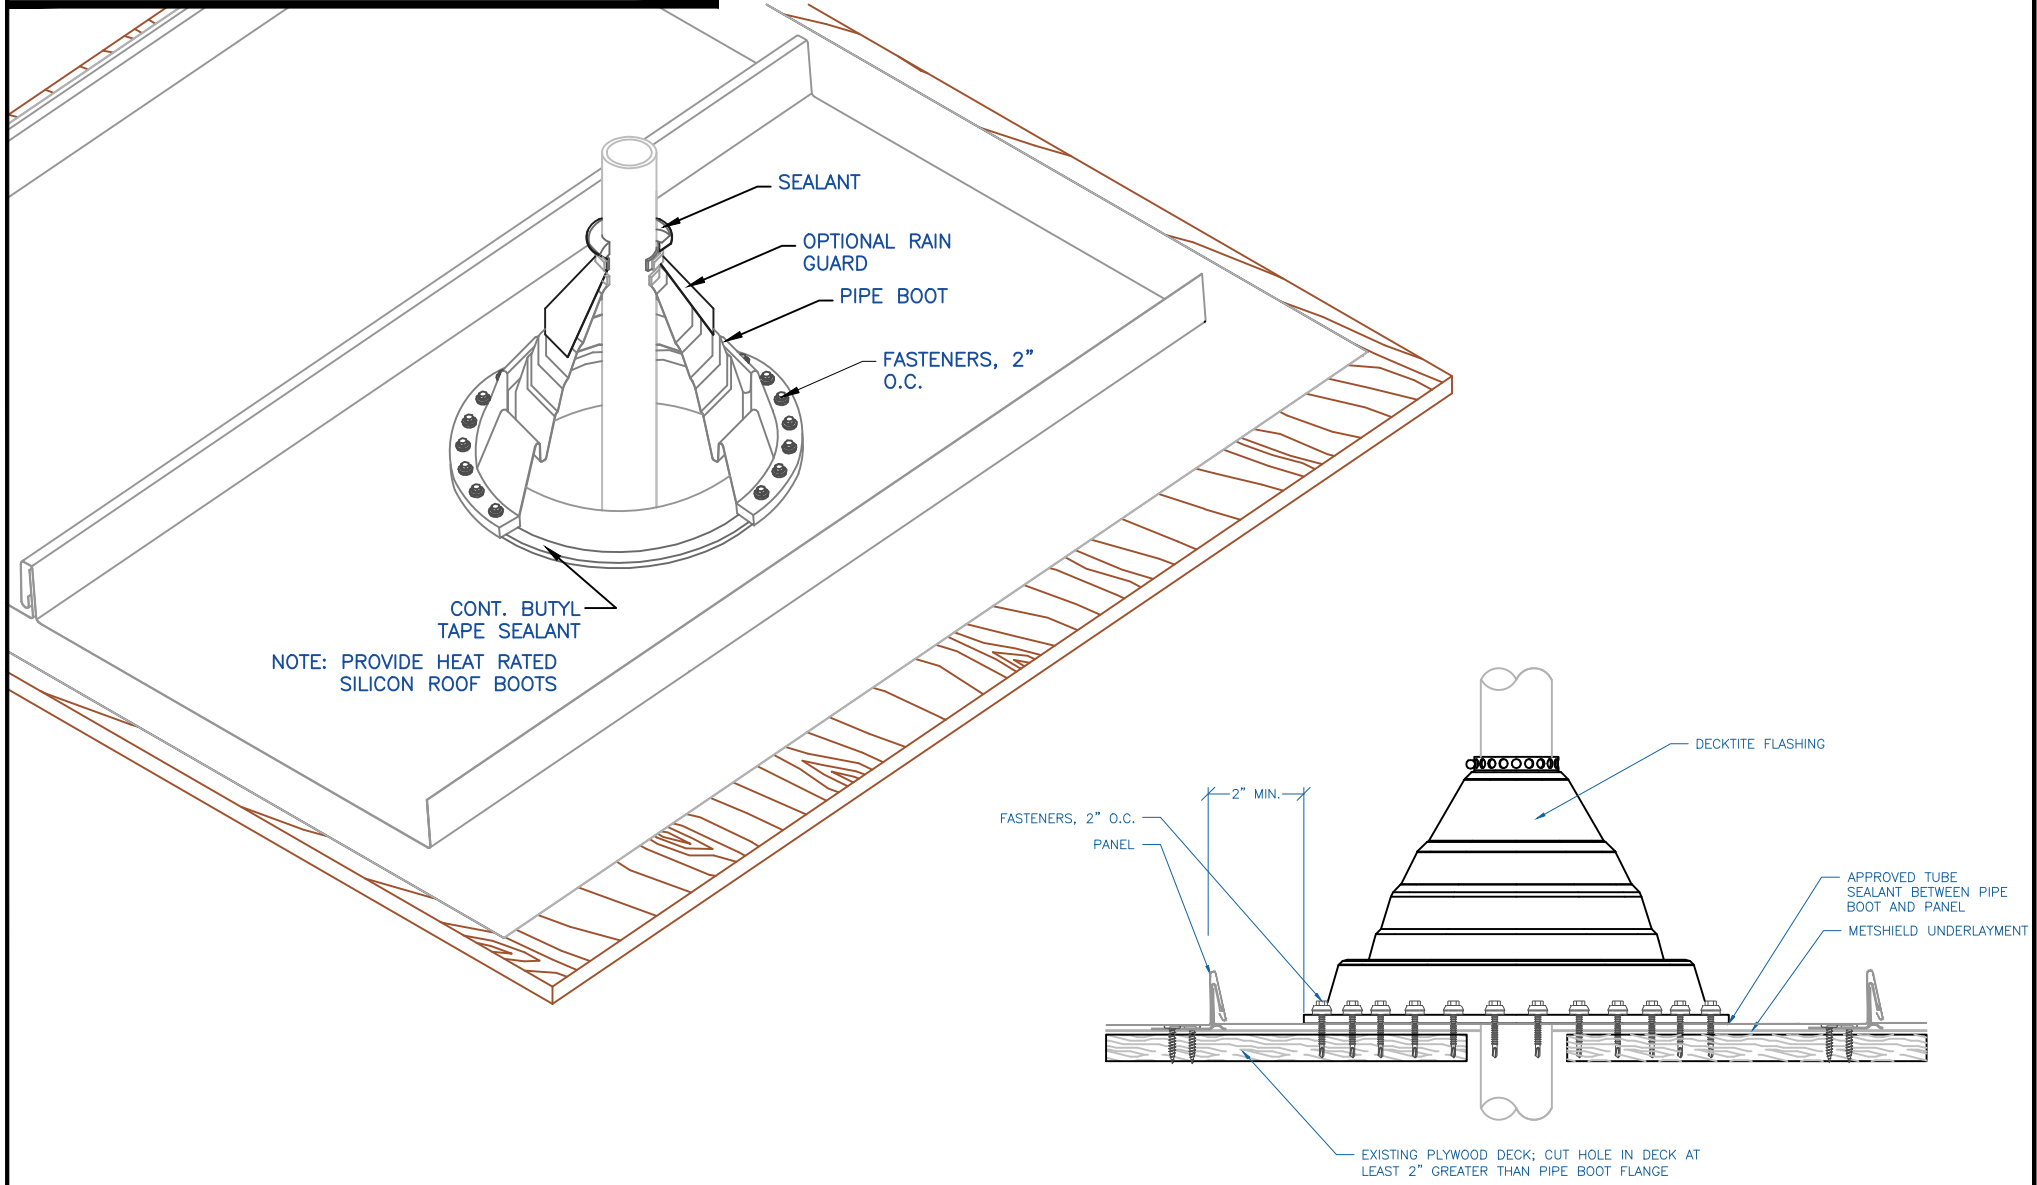 SEALANT
OPTIONAL RAIN
GUARD
PIPE BOOT
FASTENERS, 2”
O.C.
CONT. BUTYL
TAPE SEALANT
NOTE: PROVIDE HEAT RATED
SILICON ROOF BOOTS
DECKTITE FLASHING
2” MIN.
FASTENERS, 2” O.C.
PANEL
APPROVED TUBE
SEALANT BETWEEN PIPE
BOOT AND PANEL
METSHIELD UNDERLAYMENT
EXISTING PLYWOOD DECK; CUT HOLE IN DECK AT
LEAST 2” GREATER THAN PIPE BOOT FLANGE